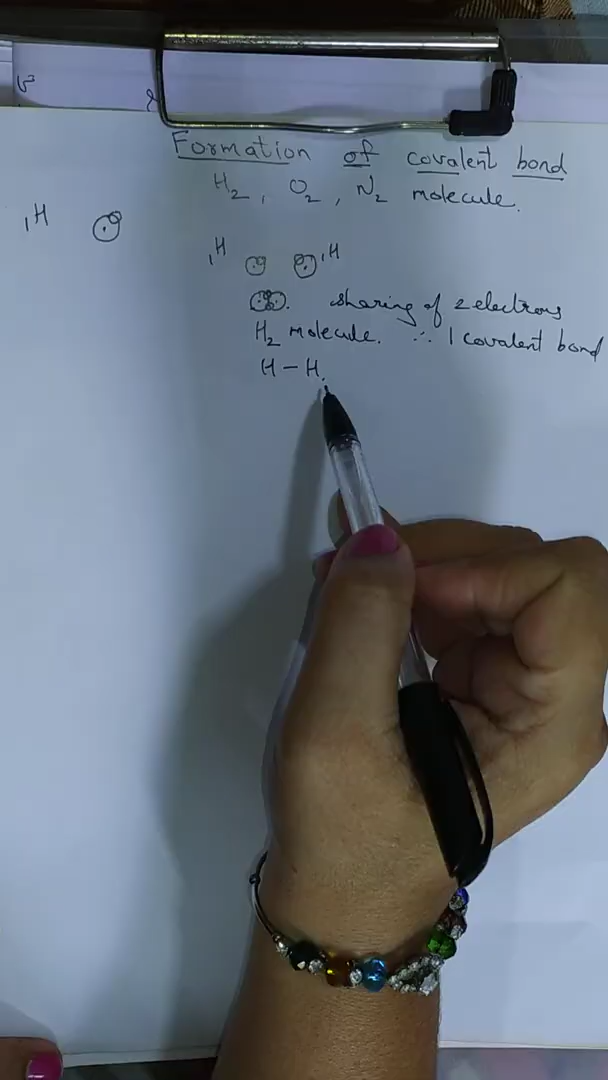 Formation of covalent bond
H₂, O₂, N₂ molecule.
₁H
₁H ₁H
sharing of 2 electrons
H₂ molecule. ∴ 1 covalent bond
H – H.